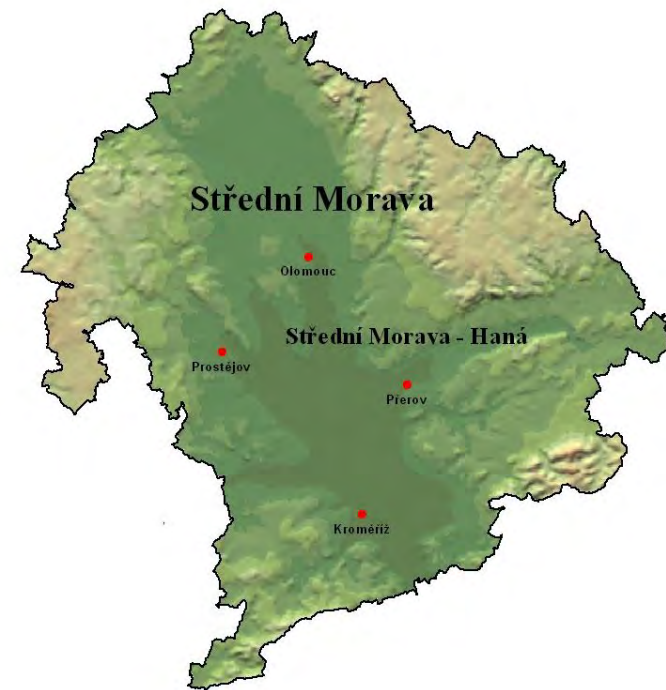 Střední Morava
Olomouc
Střední Morava - Haná
Prostějov
Přerov
Kroměříž